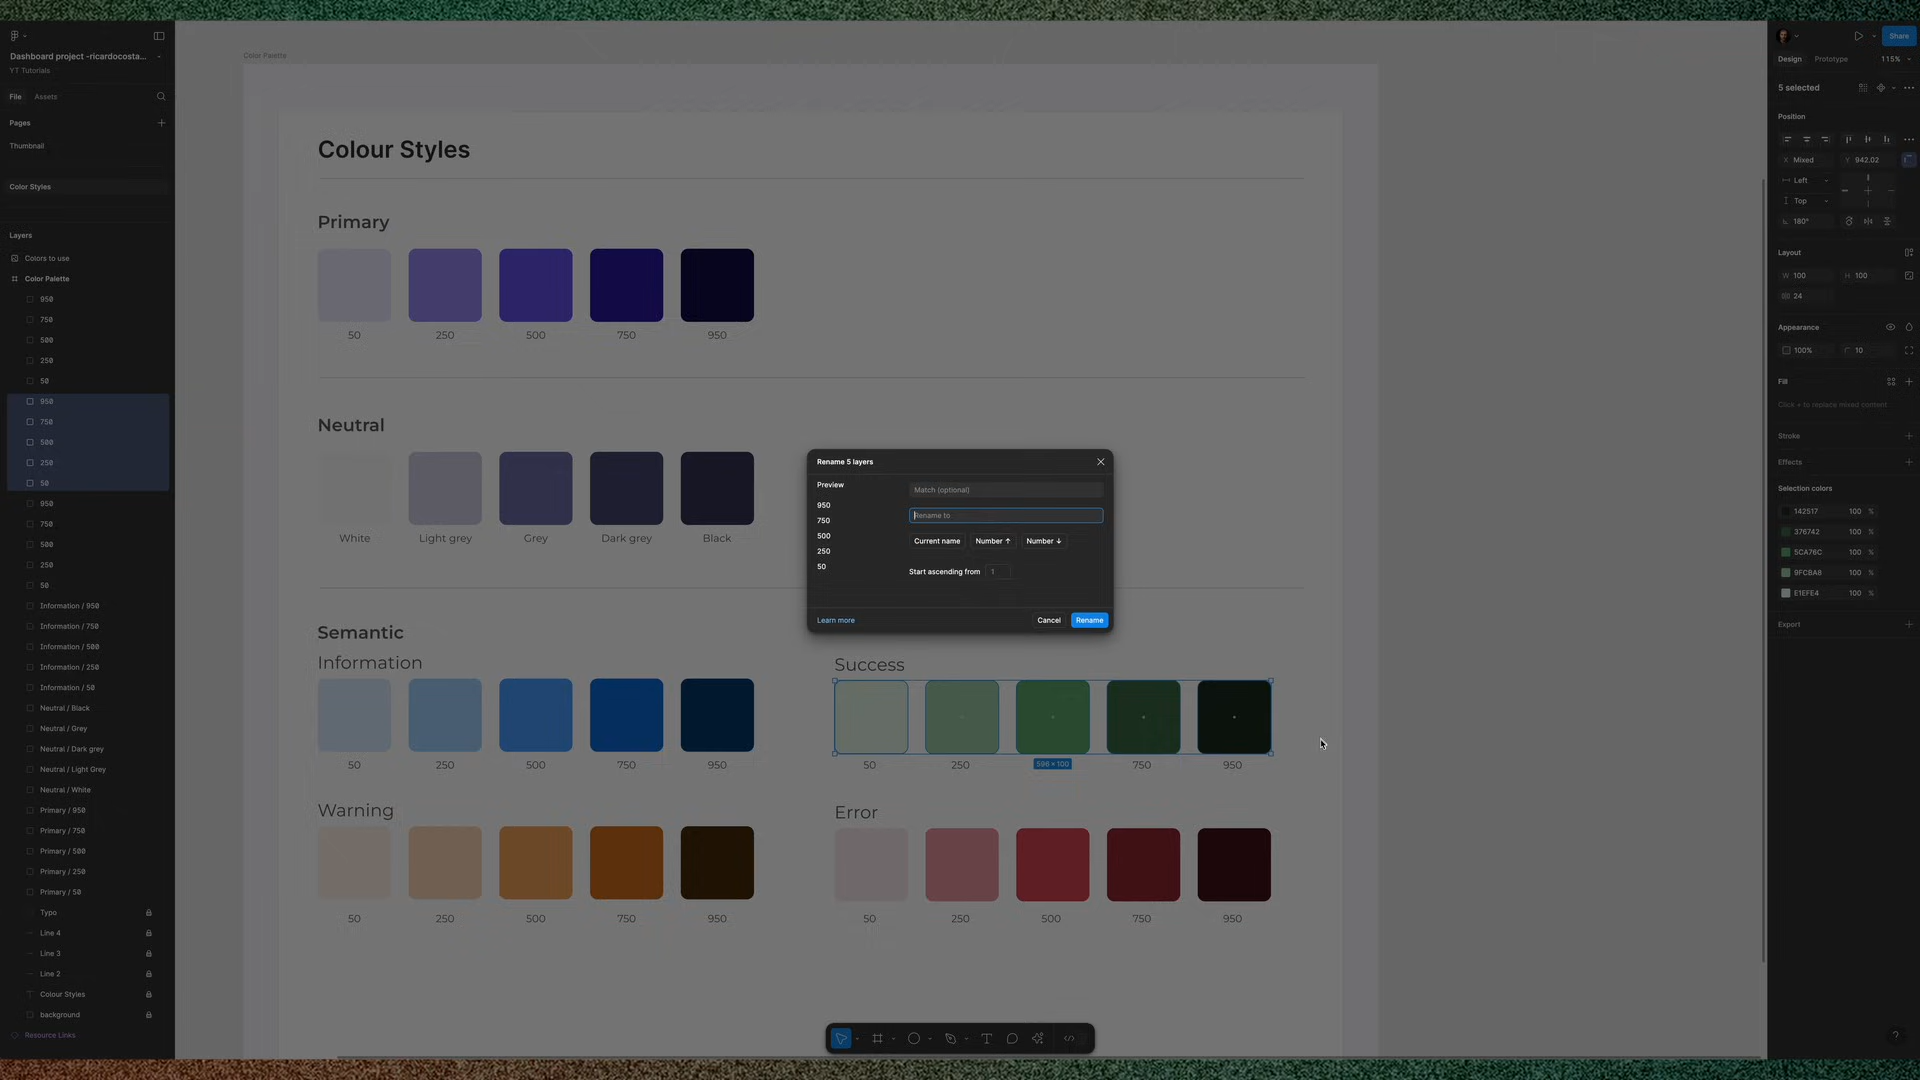 Dashboard project -ricardocosta...
YT Tutorials
File
Assets
Pages
Thumbnail
Color Styles
Layers
Colors to use
Color Palette
950
750
500
250
50
950
750
500
250
50
950
750
500
250
50
Information / 950
Information / 750
Information / 500
Information / 250
Information / 50
Neutral / Black
Neutral / Grey
Neutral / Dark grey
Neutral / Light Grey
Neutral / White
Primary / 950
Primary / 750
Primary / 500
Primary / 250
Primary / 50
Typo
Line 4
Line 3
Line 2
Colour Styles
background
Resource Links
Color Palette
Colour Styles
Primary
50 250 500 750 950
Neutral
White Light grey Grey Dark grey Black
Semantic
Information
50 250 500 750 950
Success
50 250 596 × 100 750 950
Warning
50 250 500 750 950
Error
50 250 500 750 950
Rename 5 layers
Preview
950
750
500
250
50
Match (optional)
Rename to
Current name Number ↑ Number ↓
Start ascending from 1
Learn more
Cancel
Rename
Share
Design
Prototype
115%
5 selected
Position
X Mixed
Y 942.02
Left
Top
180°
Layout
W 100
H 100
24
Appearance
100%
10
Fill
Click + to replace mixed content
Stroke
Effects
Selection colors
142517 100 %
376742 100 %
5CA76C 100 %
9FCBA8 100 %
E1EFE4 100 %
Export
?